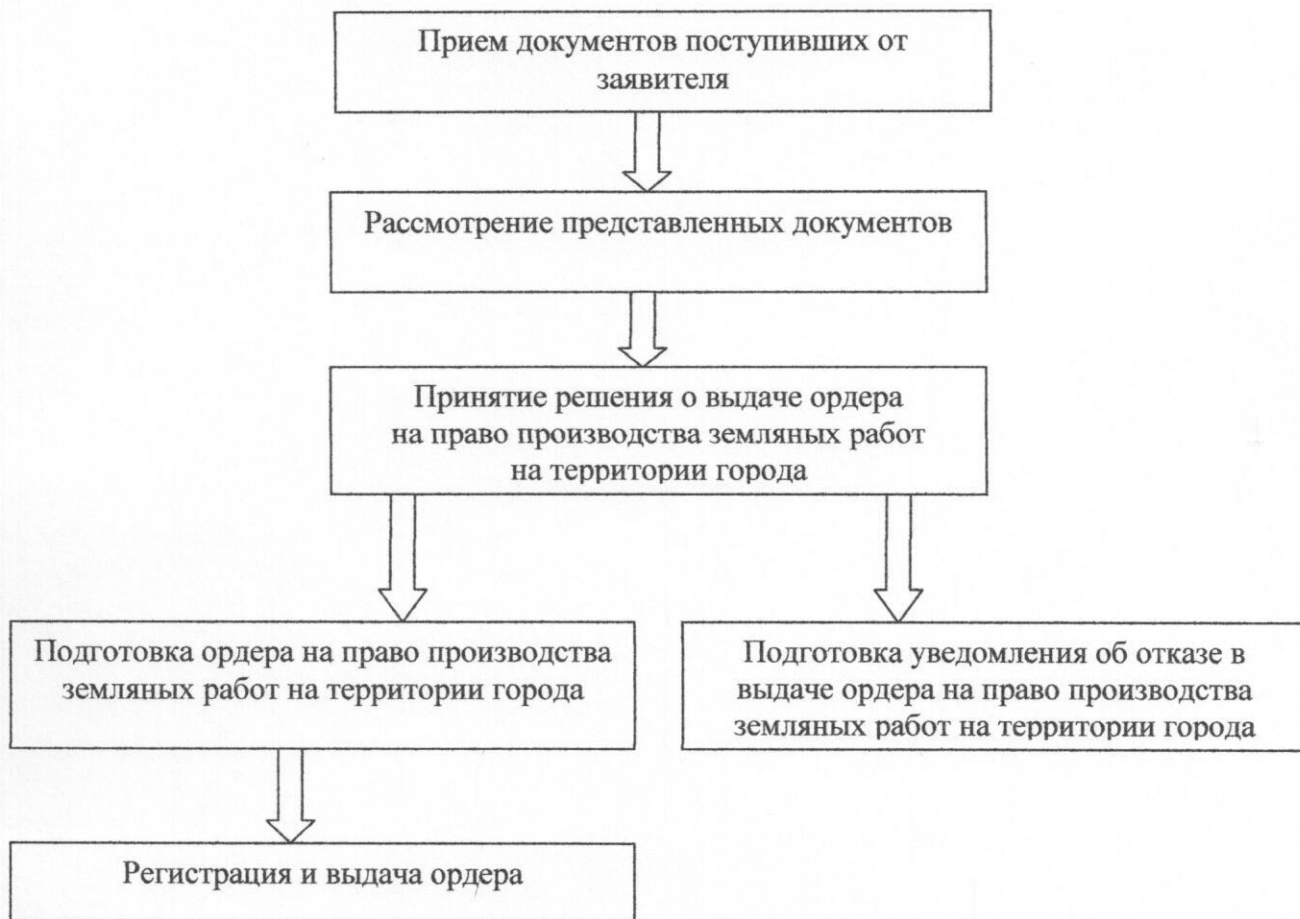 Прием документов поступивших от
заявителя
Рассмотрение представленных документов
Принятие решения о выдаче ордера
на право производства земляных работ
на территории города
Подготовка ордера на право производства
земляных работ на территории города
Подготовка уведомления об отказе в
выдаче ордера на право производства
земляных работ на территории города
Регистрация и выдача ордера